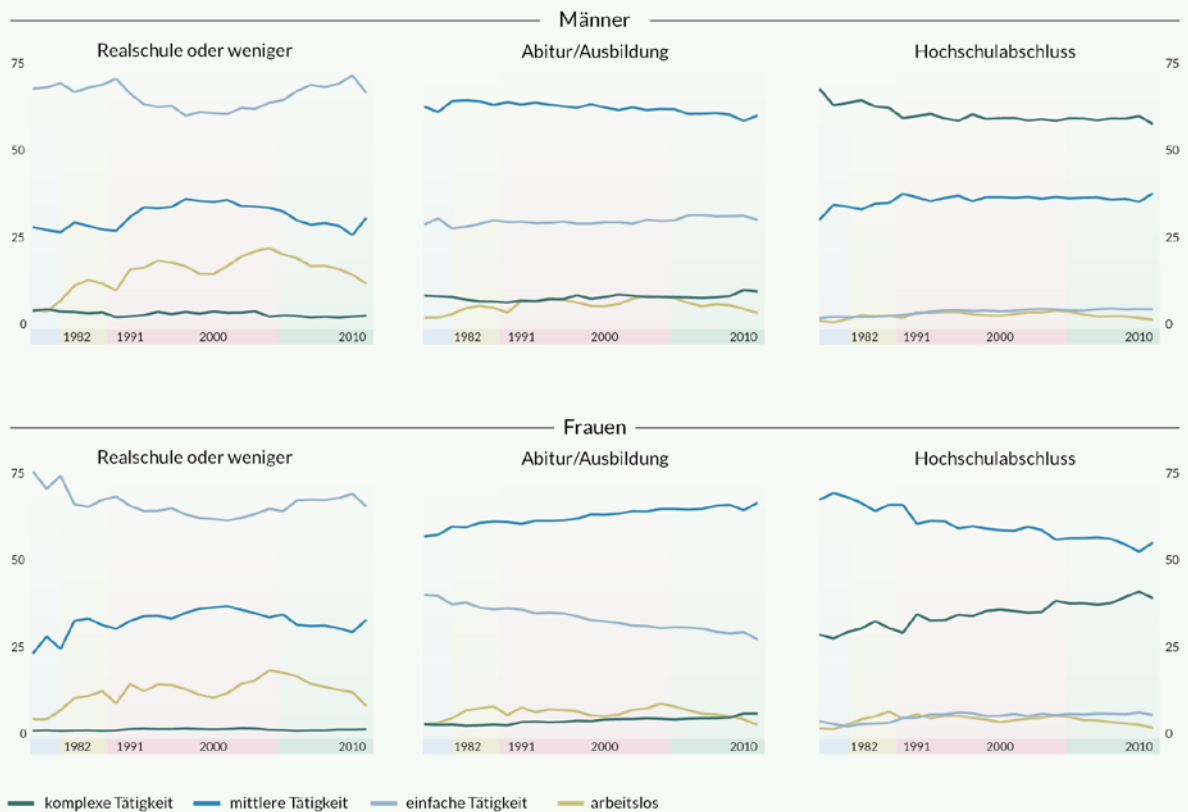 Männer
Realschule oder weniger Abitur/Ausbildung Hochschulabschluss
75 75
50 50
25 25
0 0
1982 1991 2000 2010 1982 1991 2000 2010 1982 1991 2000 2010
Frauen
Realschule oder weniger Abitur/Ausbildung Hochschulabschluss
75 75
50 50
25 25
0 0
1982 1991 2000 2010 1982 1991 2000 2010 1982 1991 2000 2010
komplexe Tätigkeit mittlere Tätigkeit einfache Tätigkeit arbeitslos